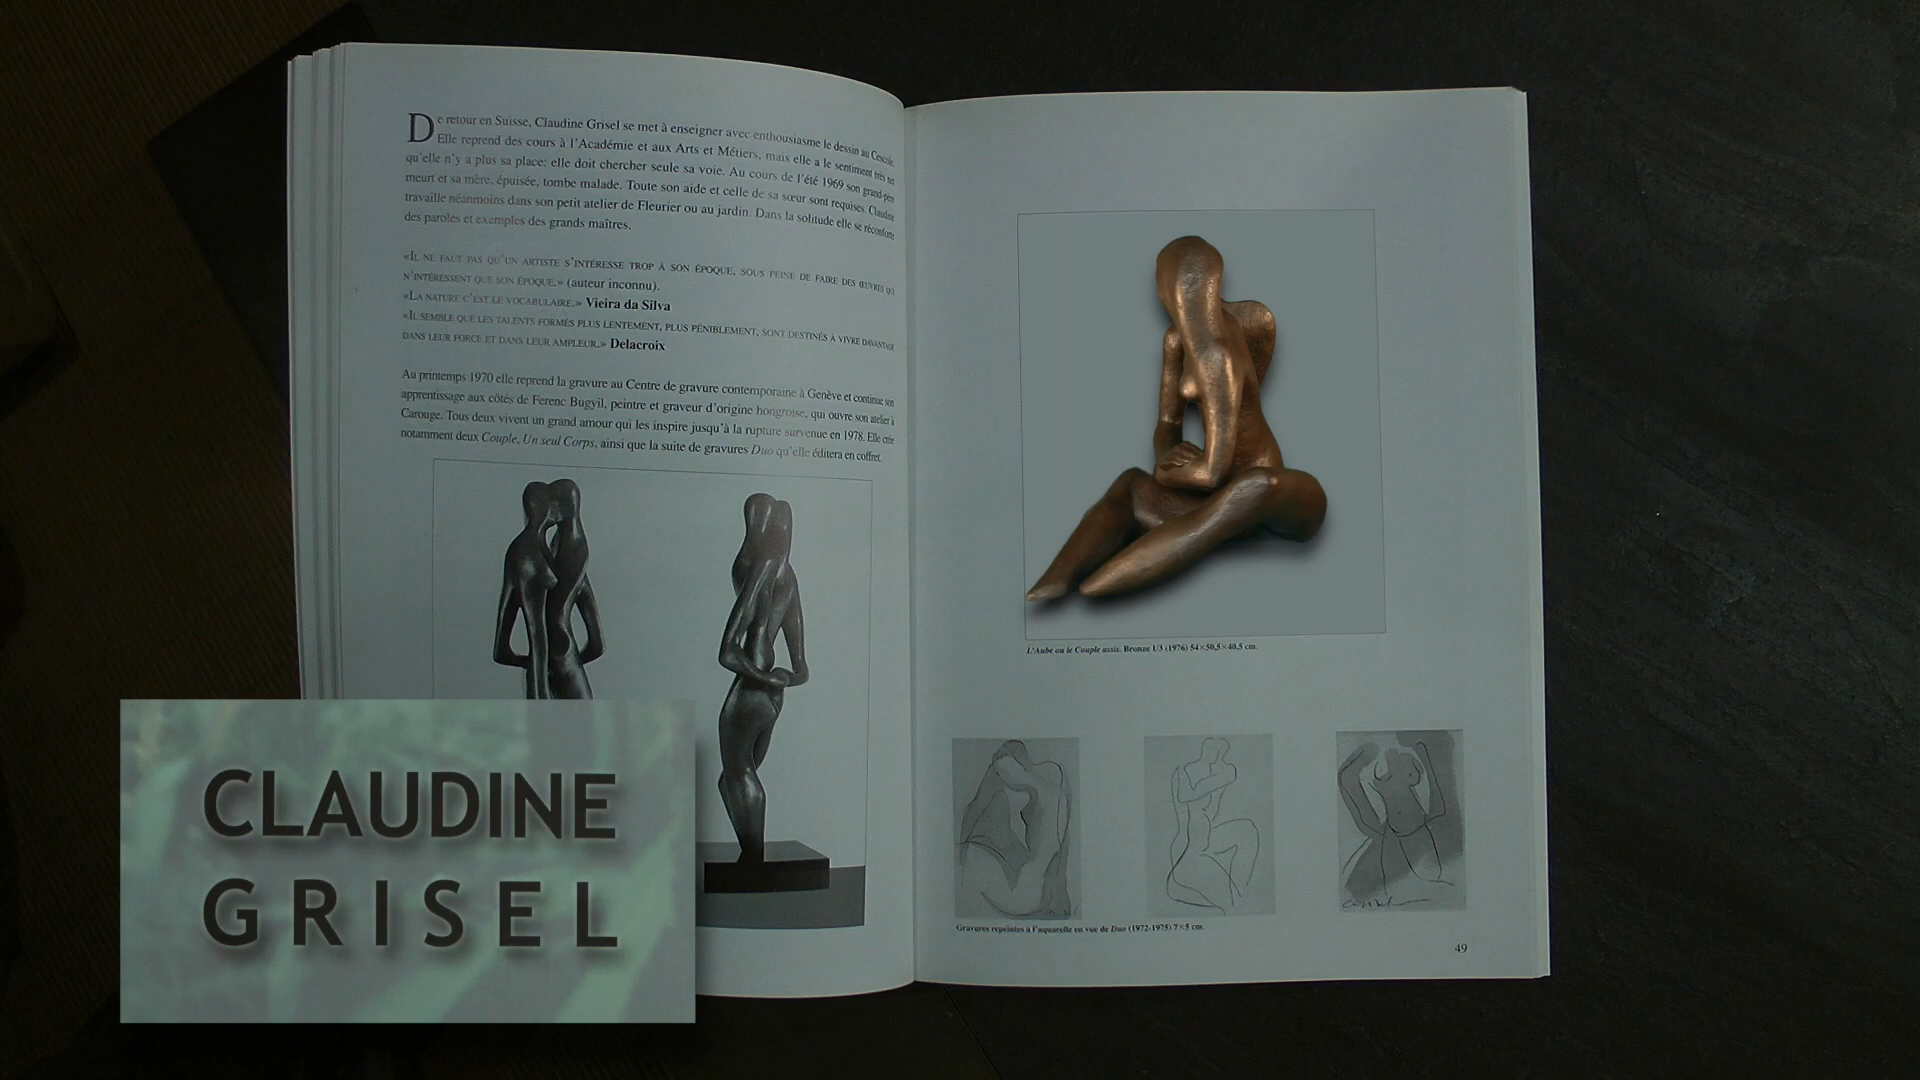 De retour en Suisse, Claudine Grisel se met à enseigner avec enthousiasme le dessin au Cescole.
Elle reprend des cours à l'Académie et aux Arts et Métiers, mais elle a le sentiment très net
qu'elle n'y a plus sa place: elle doit chercher seule sa voie. Au cours de l'été 1969 son grand-père
meurt et sa mère, épuisée, tombe malade. Toute son aide et celle de sa sœur sont requises. Claudine
travaille néanmoins dans son petit atelier de Fleurier ou au jardin. Dans la solitude elle se réconforte
des paroles et exemples des grands maîtres.
«IL NE FAUT PAS QU'UN ARTISTE S'INTÉRESSE TROP À SON ÉPOQUE, SOUS PEINE DE FAIRE DES ŒUVRES QUI
N'INTÉRESSENT QUE SON ÉPOQUE.» (auteur inconnu).
«LA NATURE C'EST LE VOCABULAIRE.» Vieira da Silva
«IL SEMBLE QUE LES TALENTS FORMÉS PLUS LENTEMENT, PLUS PÉNIBLEMENT, SONT DESTINÉS À VIVRE DAVANTAGE
DANS LEUR FORCE ET DANS LEUR AMPLEUR.» Delacroix
Au printemps 1970 elle reprend la gravure au Centre de gravure contemporaine à Genève et continue son
apprentissage aux côtés de Ferenc Bugyil, peintre et graveur d'origine hongroise, qui ouvre son atelier à
Carouge. Tous deux vivent un grand amour qui les inspire jusqu'à la rupture survenue en 1978. Elle crée
notamment deux Couple, Un seul Corps, ainsi que la suite de gravures Duo qu'elle éditera en coffret.
CLAUDINE
GRISEL
L'Aube ou le Couple assis. Bronze 1/3 (1976) 54×50,5×40,5 cm.
Gravures repeintes à l'aquarelle en vue de Duo (1972-1975) 7×5 cm.
49